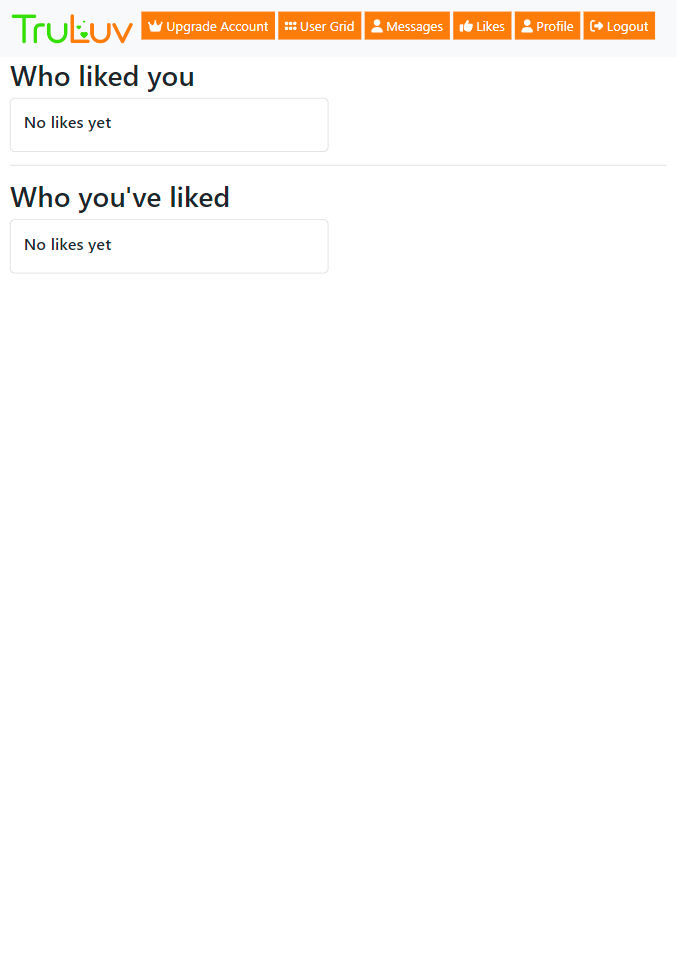 TruLuv Upgrade Account User Grid Messages Likes Profile Logout
Who liked you
No likes yet
Who you've liked
No likes yet